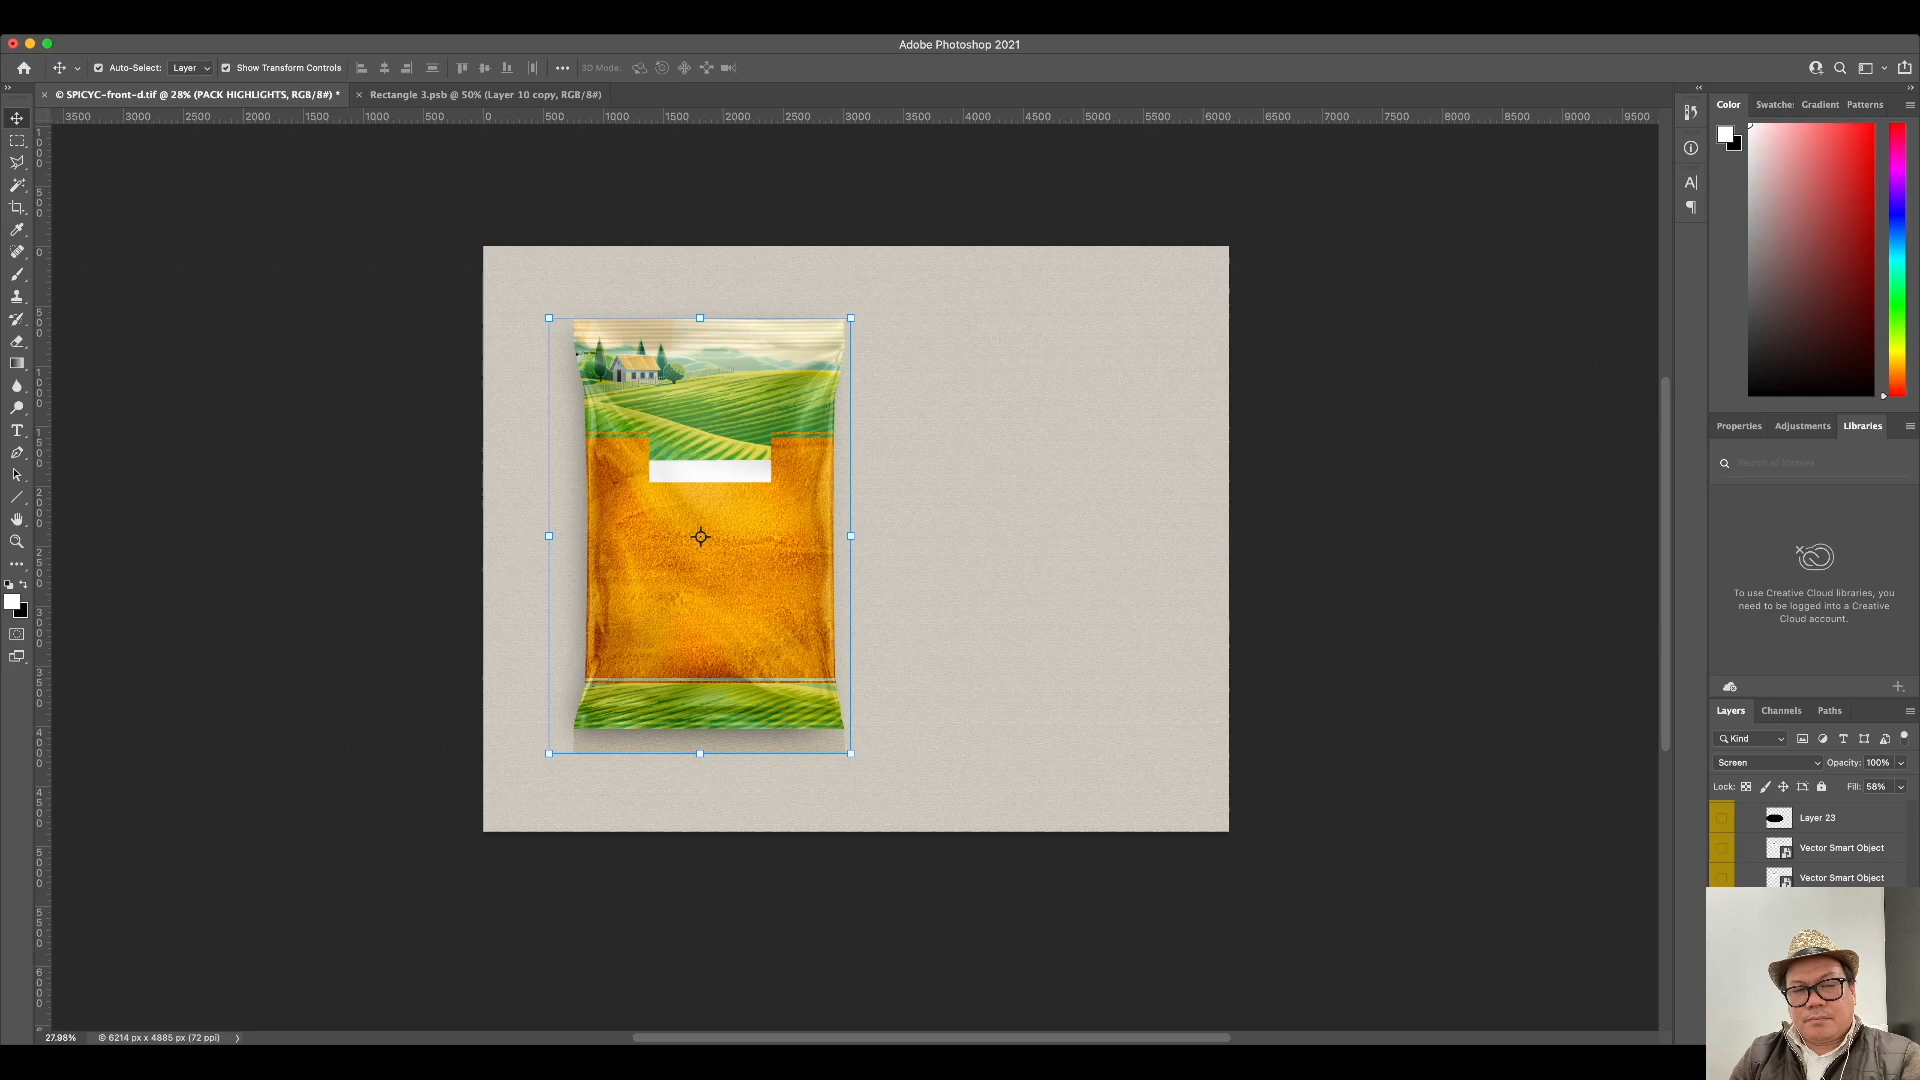 Adobe Photoshop 2021
Auto-Select: Layer Show Transform Controls 3D Mode:
© SPICYC-front-d.tif @ 28% (PACK HIGHLIGHTS, RGB/8#) * Rectangle 3.psb @ 50% (Layer 10 copy, RGB/8#)
3500 3000 2500 2000 1500 1000 500 0 500 1000 1500 2000 2500 3000 3500 4000 4500 5000 5500 6000 6500 7000 7500 8000 8500 9000 9500
Color Swatches Gradient Patterns
Properties Adjustments Libraries
Search all libraries
To use Creative Cloud libraries, you
need to be logged into a Creative
Cloud account.
Layers Channels Paths
Kind
Screen Opacity: 100%
Lock: Fill: 58%
Layer 23
Vector Smart Object
Vector Smart Object
27.98% © 6214 px x 4885 px (72 ppi)